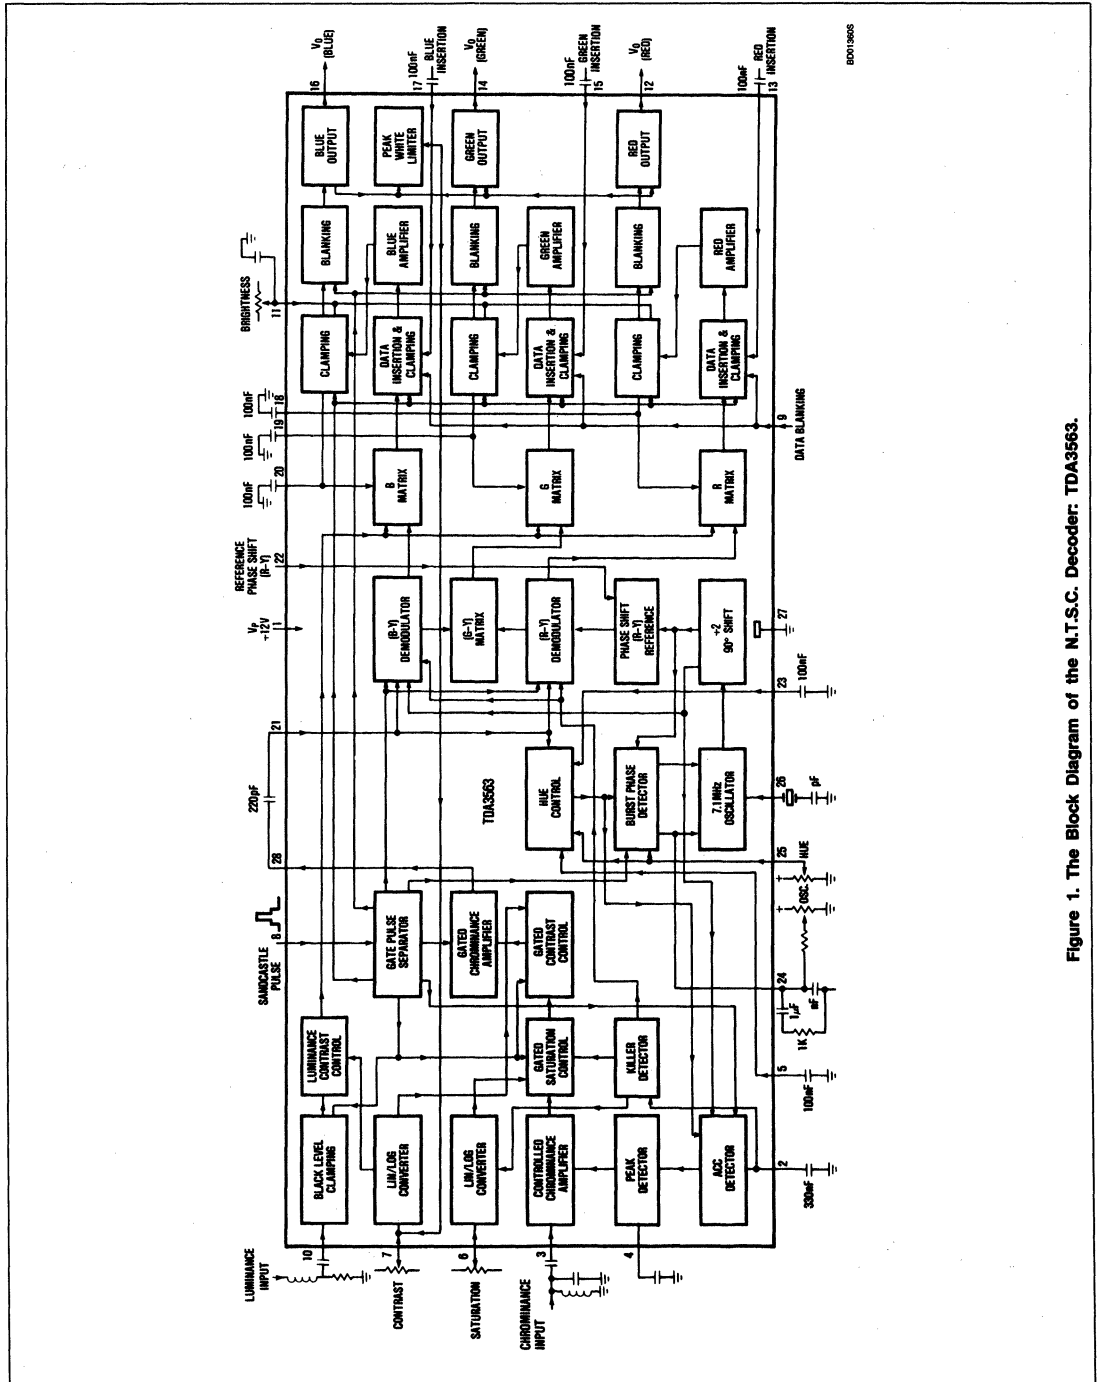 LUMINANCE
INPUT
10
CONTRAST
7
SATURATION
6
CHROMINANCE
INPUT
3
4
SANDCASTLE
PULSE
8
28
220pF
21
VP
+12V
1
REFERENCE
PHASE SHIFT
(R-Y)
22
100nF
20
100nF
19
100nF
18
BRIGHTNESS
11
BLACK LEVEL
CLAMPING
LUMINANCE
CONTRAST
CONTROL
CLAMPING
BLANKING
BLUE
OUTPUT
16
VO
(BLUE)
LIN/LOG
CONVERTER
GATE PULSE
SEPARATOR
(B-Y)
DEMODULATOR
B
MATRIX
DATA
INSERTION &
CLAMPING
BLUE
AMPLIFIER
PEAK
WHITE
LIMITER
17
100nF
BLUE
INSERTION
LIN/LOG
CONVERTER
GATED
CHROMINANCE
AMPLIFIER
TDA3563
(G-Y)
MATRIX
CLAMPING
BLANKING
GREEN
OUTPUT
14
VO
(GREEN)
CONTROLLED
CHROMINANCE
AMPLIFIER
GATED
SATURATION
CONTROL
GATED
CONTRAST
CONTROL
HUE
CONTROL
(R-Y)
DEMODULATOR
G
MATRIX
DATA
INSERTION &
CLAMPING
GREEN
AMPLIFIER
15
100nF
GREEN
INSERTION
PEAK
DETECTOR
KILLER
DETECTOR
BURST PHASE
DETECTOR
PHASE SHIFT
(R-Y)
REFERENCE
CLAMPING
BLANKING
RED
OUTPUT
12
VO
(RED)
ACC
DETECTOR
7.1MHz
OSCILLATOR
÷2
90° SHIFT
R
MATRIX
DATA
INSERTION &
CLAMPING
RED
AMPLIFIER
13
100nF
RED
INSERTION
2
330nF
5
100nF
24
1µF
nF
1K
+
OSC.
+
25
HUE
26
pF
23
100nF
27
9
DATA BLANKING
BD01360S
Figure 1. The Block Diagram of the N.T.S.C. Decoder: TDA3563.